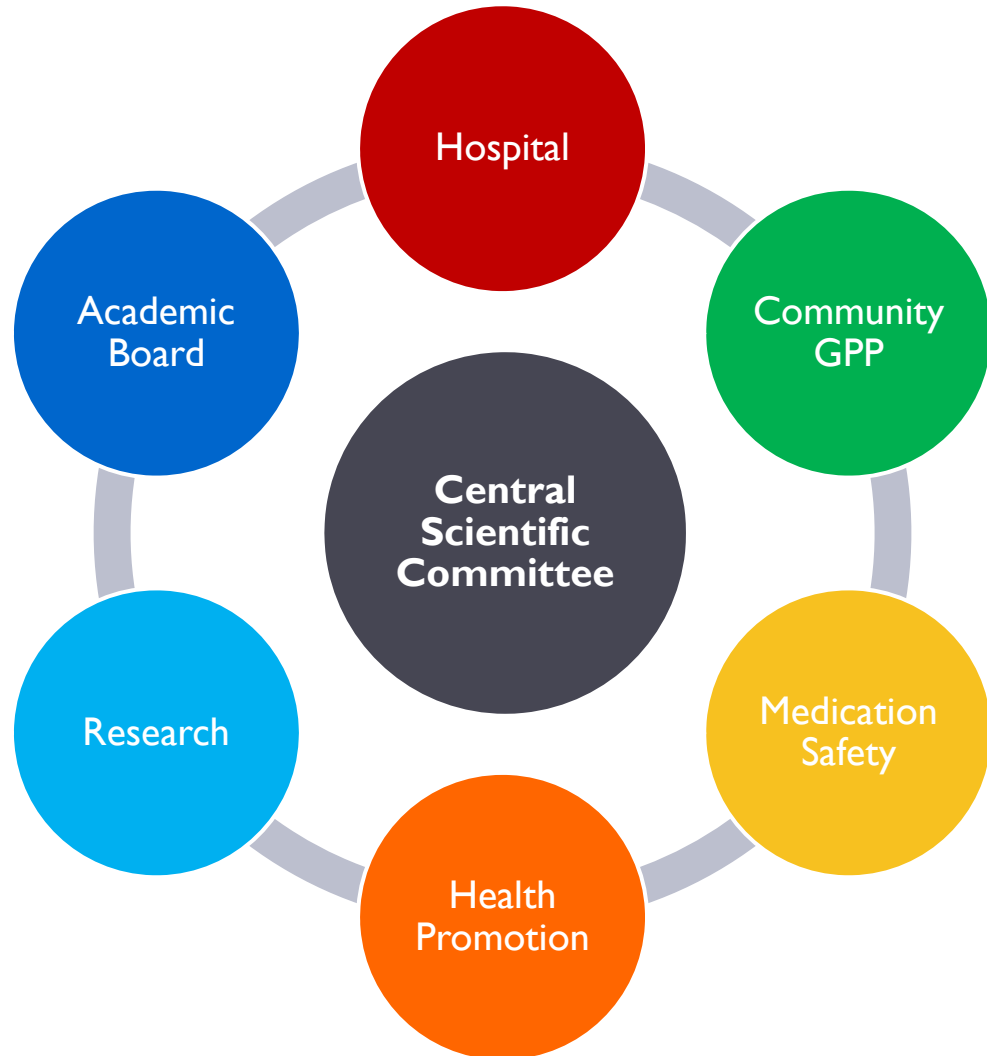 Hospital
Community
GPP
Medication
Safety
Health
Promotion
Research
Academic
Board
Central
Scientific
Committee